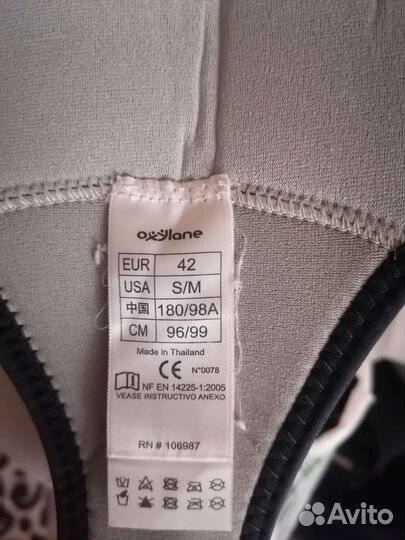 oxylane
EUR 42
USA S/M
中国 180/98A
CM 96/99
Made in Thailand
CE N°0078
NF EN 14225-1:2005
VEASE INSTRUCTIVO ANEXO
RN # 106987
Avito